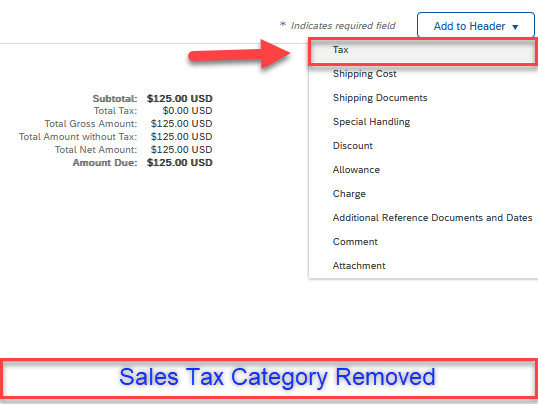 * Indicates required field
Add to Header ▼
Tax
Shipping Cost
Shipping Documents
Special Handling
Discount
Allowance
Charge
Additional Reference Documents and Dates
Comment
Attachment
Subtotal: $125.00 USD
Total Tax: $0.00 USD
Total Gross Amount: $125.00 USD
Total Amount without Tax: $125.00 USD
Total Net Amount: $125.00 USD
Amount Due: $125.00 USD
Sales Tax Category Removed